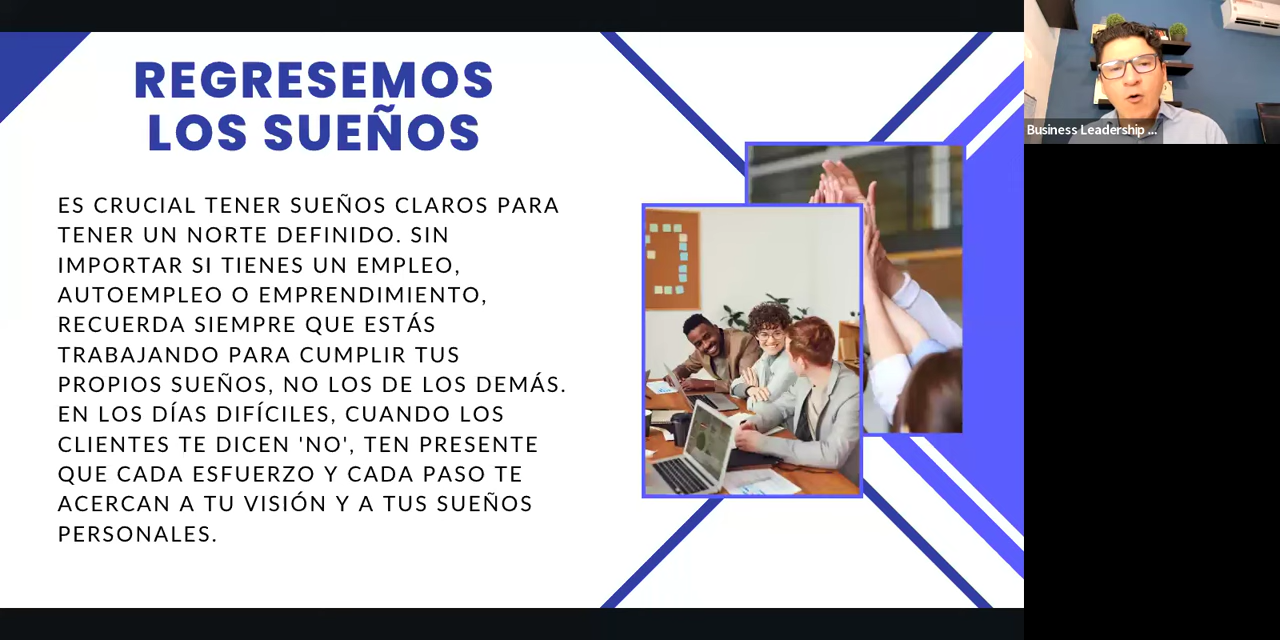 REGRESEMOS
LOS SUEÑOS
ES CRUCIAL TENER SUEÑOS CLAROS PARA
TENER UN NORTE DEFINIDO. SIN
IMPORTAR SI TIENES UN EMPLEO,
AUTOEMPLEO O EMPRENDIMIENTO,
RECUERDA SIEMPRE QUE ESTÁS
TRABAJANDO PARA CUMPLIR TUS
PROPIOS SUEÑOS, NO LOS DE LOS DEMÁS.
EN LOS DÍAS DIFÍCILES, CUANDO LOS
CLIENTES TE DICEN 'NO', TEN PRESENTE
QUE CADA ESFUERZO Y CADA PASO TE
ACERCAN A TU VISIÓN Y A TUS SUEÑOS
PERSONALES.
Business Leadership ...